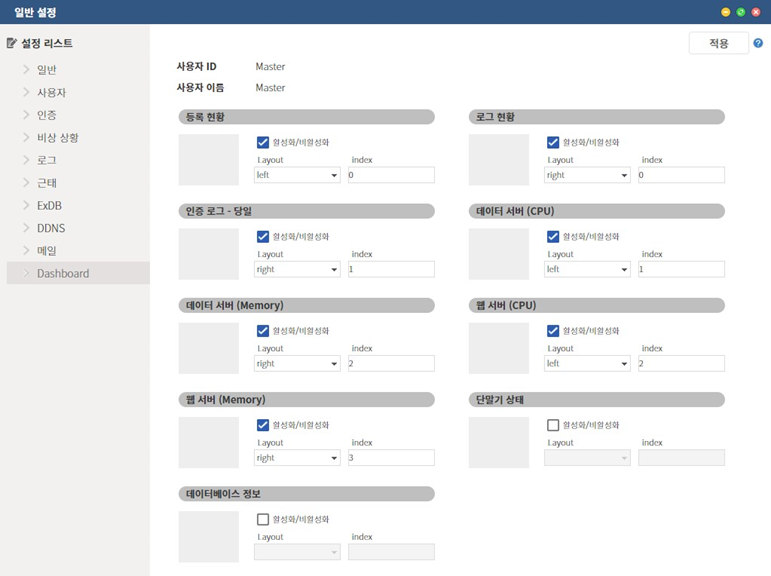 일반 설정
설정 리스트
적용
?
일반
사용자
인증
비상 상황
로그
근태
ExDB
DDNS
메일
Dashboard
사용자 ID Master
사용자 이름 Master
등록 현황
활성화/비활성화
Layout index
left 0
로그 현황
활성화/비활성화
Layout index
right 0
인증 로그 - 당일
활성화/비활성화
Layout index
right 1
데이터 서버 (CPU)
활성화/비활성화
Layout index
left 1
데이터 서버 (Memory)
활성화/비활성화
Layout index
right 2
웹 서버 (CPU)
활성화/비활성화
Layout index
left 2
웹 서버 (Memory)
활성화/비활성화
Layout index
right 3
단말기 상태
활성화/비활성화
Layout index
데이터베이스 정보
활성화/비활성화
Layout index